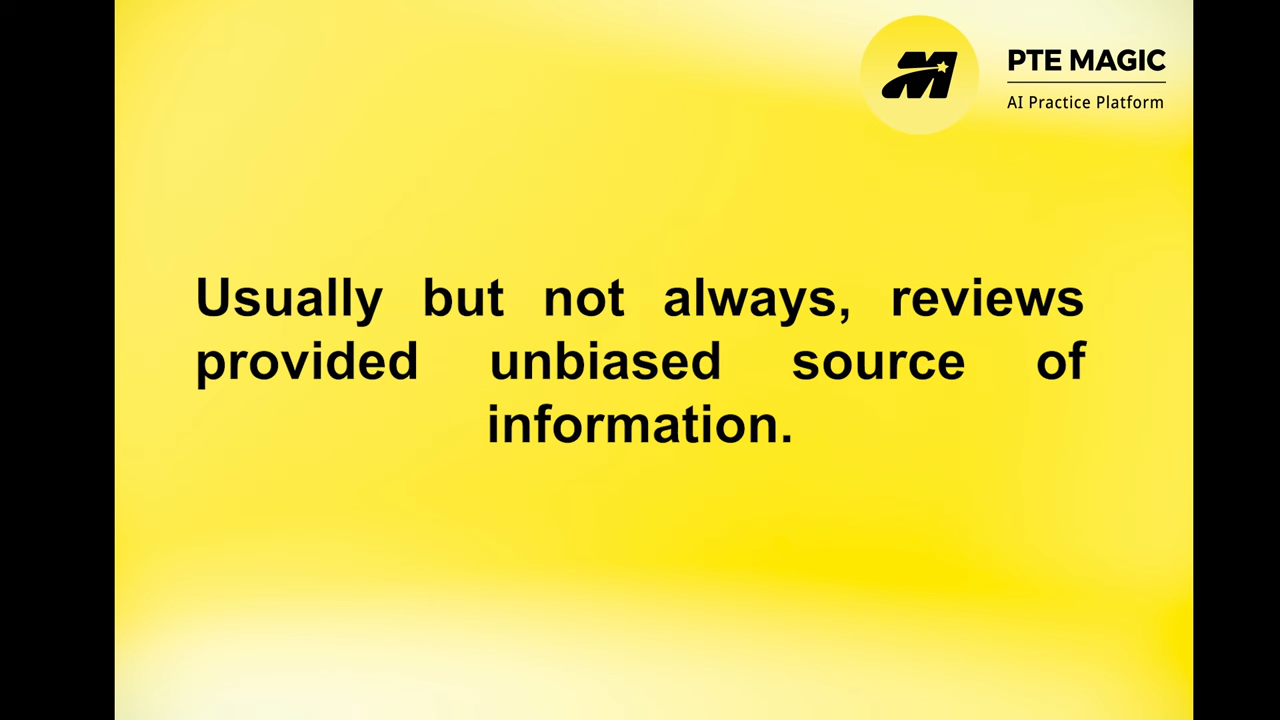 PTE MAGIC
AI Practice Platform
Usually but not always, reviews
provided unbiased source of
information.